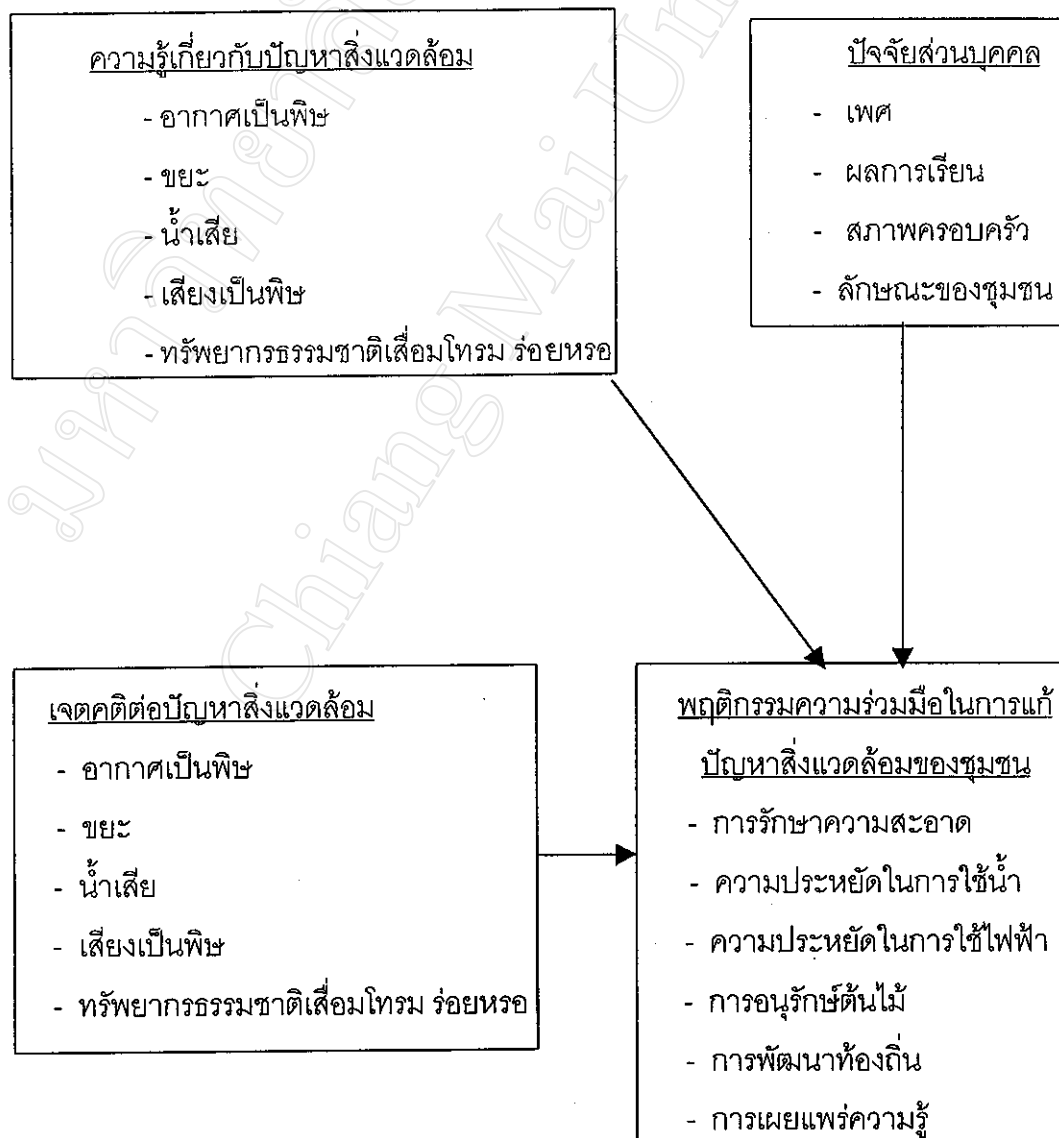 ความรู้เกี่ยวกับปัญหาสิ่งแวดล้อม
- อากาศเป็นพิษ
- ขยะ
- น้ำเสีย
- เสียงเป็นพิษ
- ทรัพยากรธรรมชาติเสื่อมโทรม ร่อยหรอ
ปัจจัยส่วนบุคคล
- เพศ
- ผลการเรียน
- สภาพครอบครัว
- ลักษณะของชุมชน
เจตคติต่อปัญหาสิ่งแวดล้อม
- อากาศเป็นพิษ
- ขยะ
- น้ำเสีย
- เสียงเป็นพิษ
- ทรัพยากรธรรมชาติเสื่อมโทรม ร่อยหรอ
พฤติกรรมความร่วมมือในการแก้
ปัญหาสิ่งแวดล้อมของชุมชน
- การรักษาความสะอาด
- ความประหยัดในการใช้น้ำ
- ความประหยัดในการใช้ไฟฟ้า
- การอนุรักษ์ต้นไม้
- การพัฒนาท้องถิ่น
- การเผยแพร่ความรู้
Chiang Mai Un